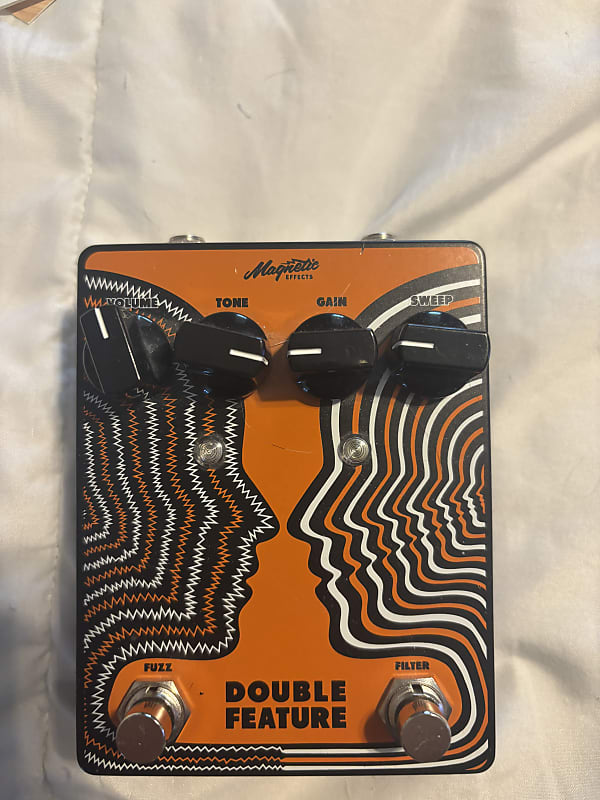 Magnetic
EFFECTS
VOLUME TONE GAIN SWEEP
FUZZ FILTER
DOUBLE
FEATURE